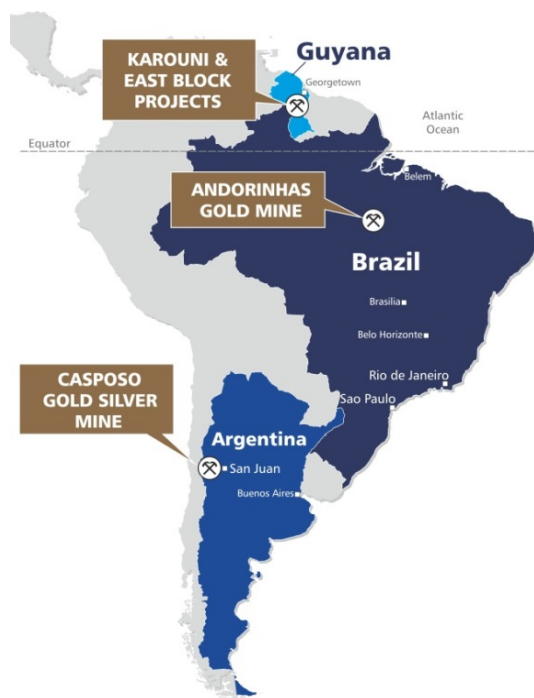 KAROUNI &
EAST BLOCK
PROJECTS
Guyana
Georgetown
Atlantic
Ocean
Equator
Belem
ANDORINHAS
GOLD MINE
Brazil
Brasilia
Belo Horizonte
Rio de Janeiro
Sao Paulo
CASPOSO
GOLD SILVER
MINE
Argentina
San Juan
Buenos Aires